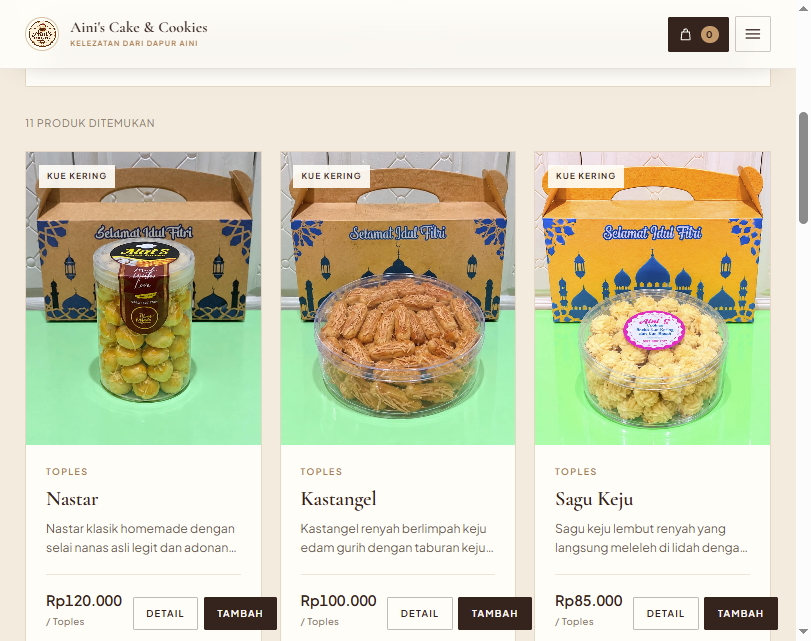 Aini's Cake & Cookies
KELEZATAN DARI DAPUR AINI
0
11 PRODUK DITEMUKAN
KUE KERING
Selamat Idul Fitri
Aini'S
KUE KERING
Selamat Idul Fitri
KUE KERING
Selamat Idul Fitri
Aini'S
TOPLES
Nastar
Nastar klasik homemade dengan
selai nanas asli legit dan adonan...
Rp120.000
/ Toples
DETAIL
TAMBAH
TOPLES
Kastangel
Kastangel renyah berlimpah keju
edam gurih dengan taburan keju...
Rp100.000
/ Toples
DETAIL
TAMBAH
TOPLES
Sagu Keju
Sagu keju lembut renyah yang
langsung meleleh di lidah denga...
Rp85.000
/ Toples
DETAIL
TAMBAH